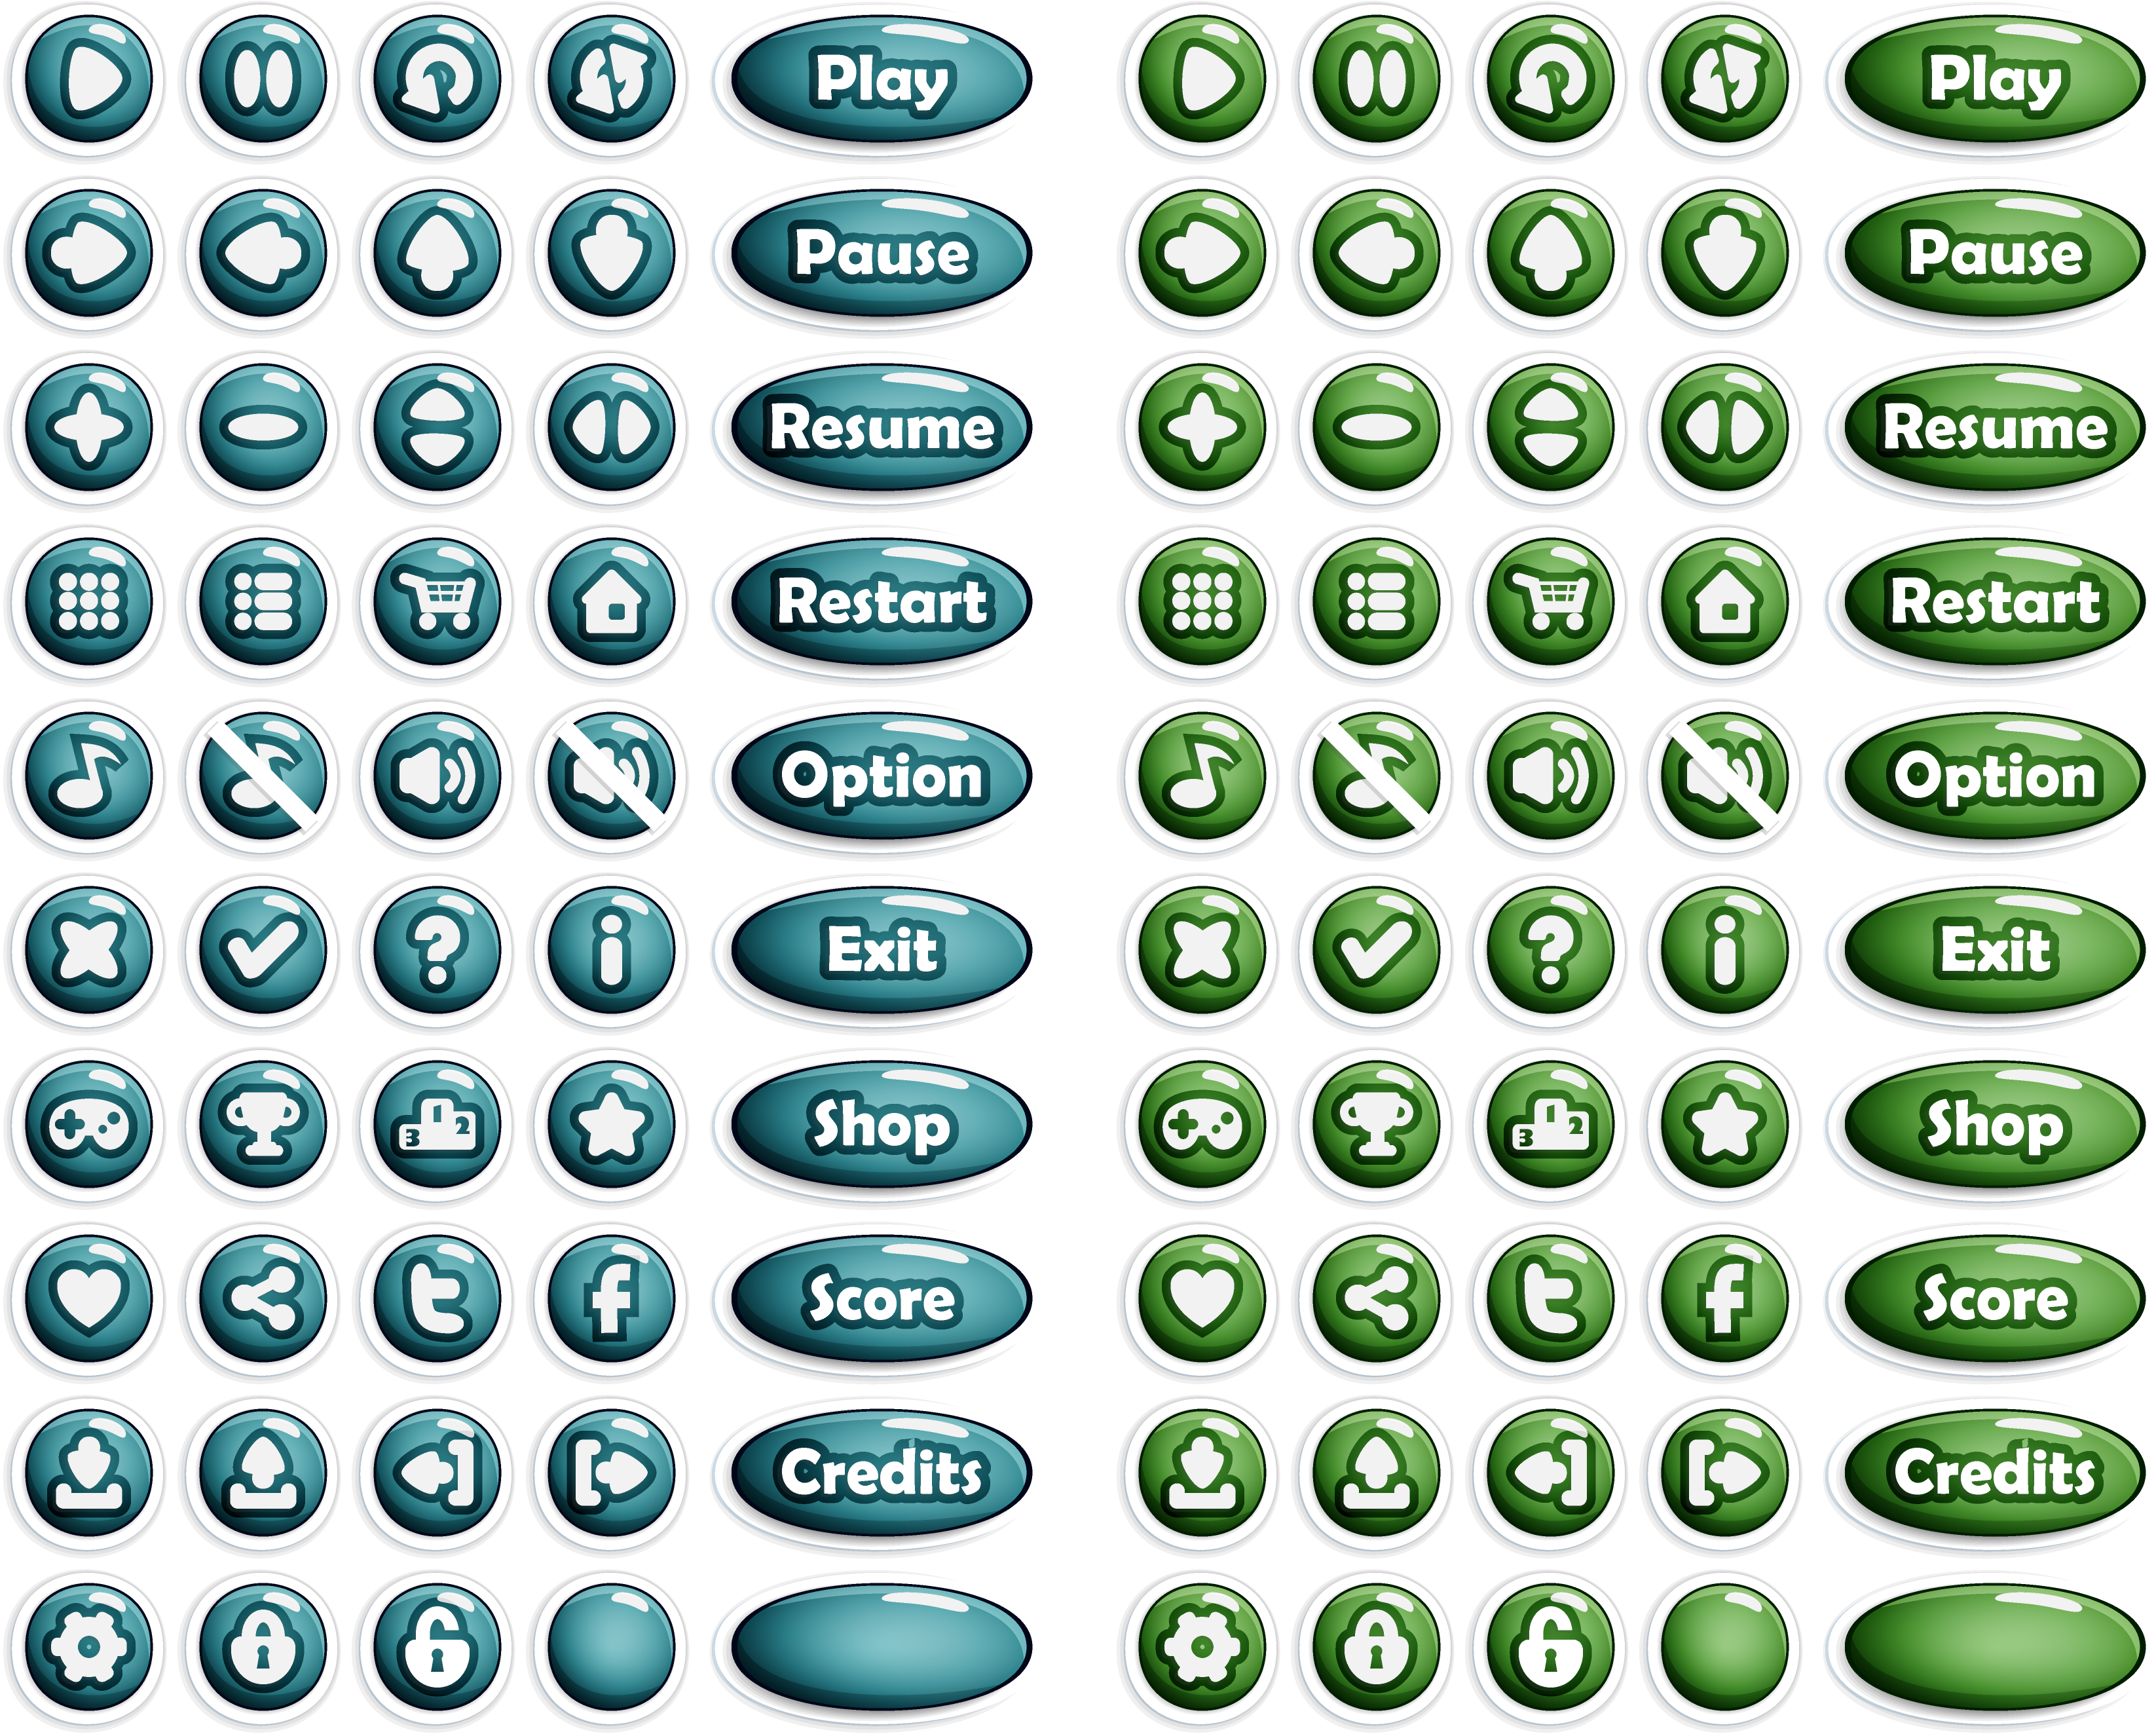 Play
Play
Pause
Pause
Resume
Resume
Restart
Restart
Option
Option
?
i
Exit
?
i
Exit
3 1 2
Shop
3 1 2
Shop
t
f
Score
t
f
Score
Credits
Credits